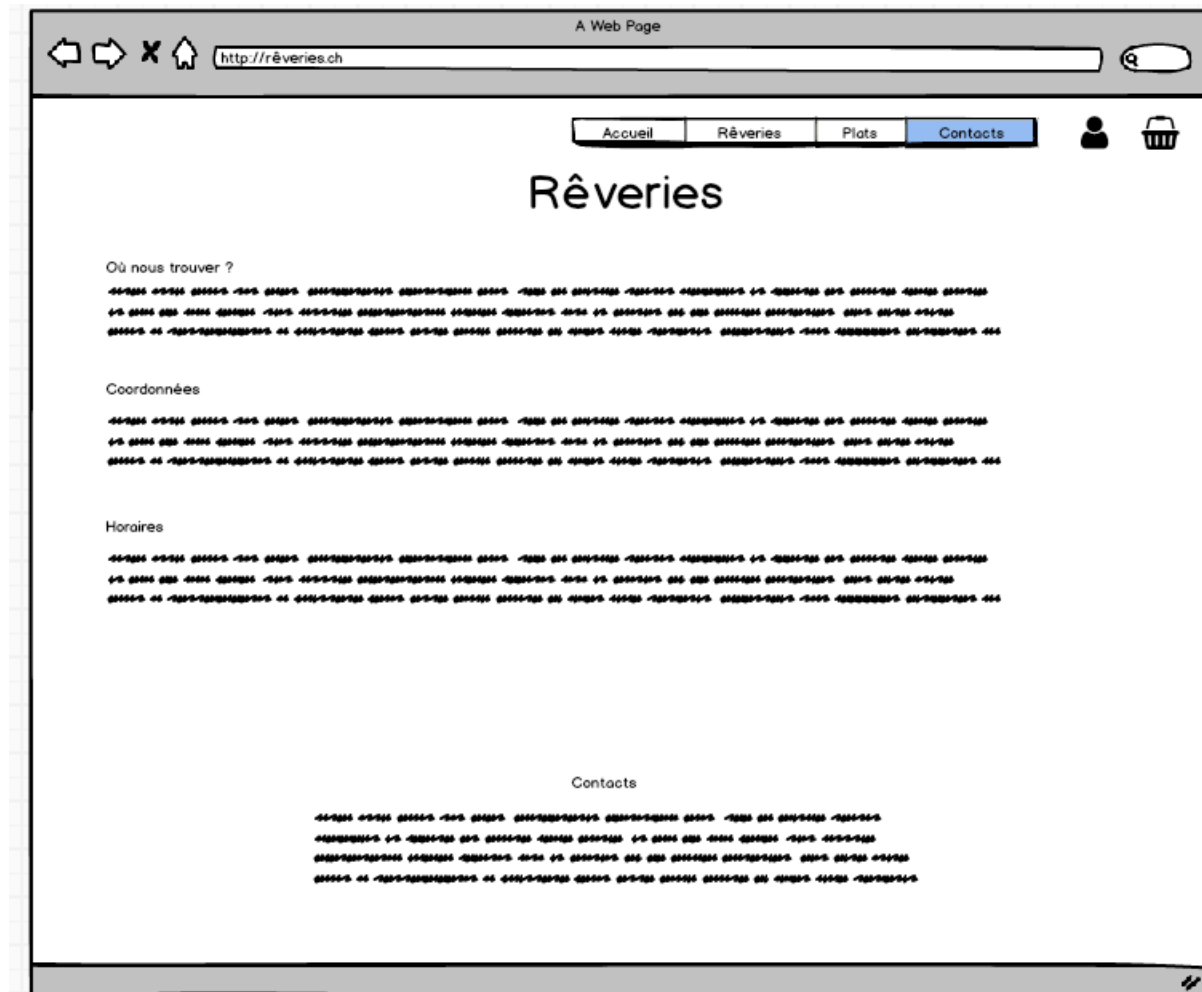 A Web Page
http://rêveries.ch
Accueil Rêveries Plats Contacts
Rêveries
Où nous trouver ?
Coordonnées
Horaires
Contacts